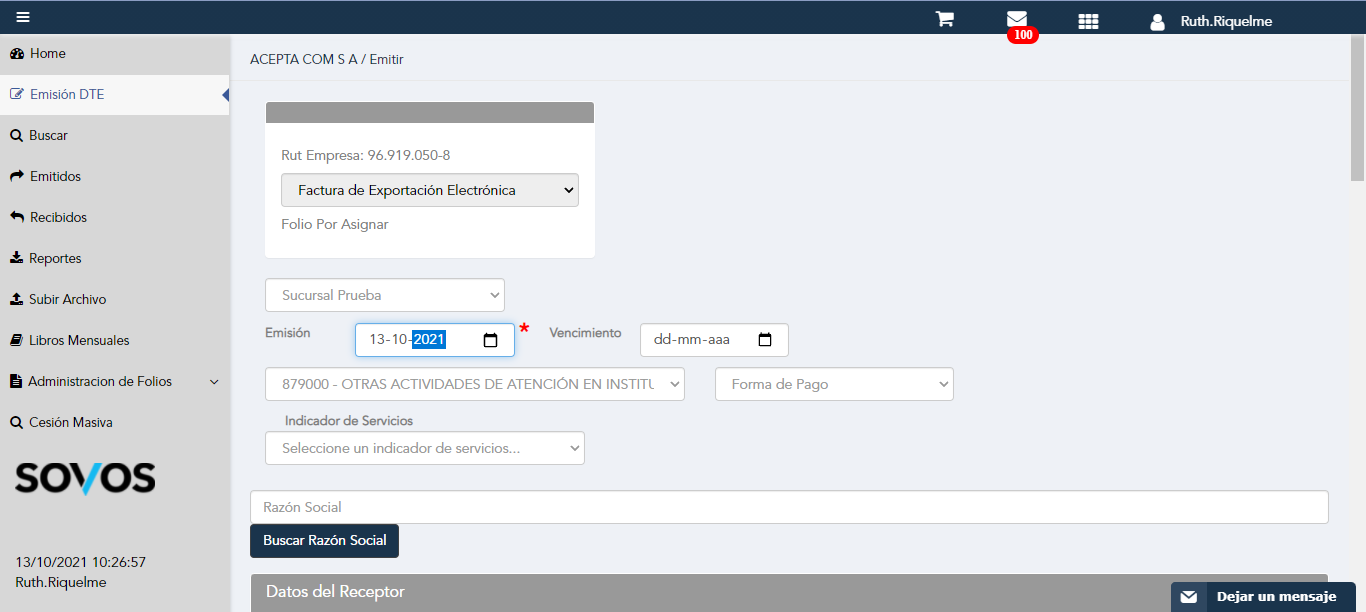 Ruth.Riquelme
100
Home
Emisión DTE
Buscar
Emitidos
Recibidos
Reportes
Subir Archivo
Libros Mensuales
Administracion de Folios
Cesión Masiva
SOVOS
13/10/2021 10:26:57
Ruth.Riquelme
ACEPTA COM S A / Emitir
Rut Empresa: 96.919.050-8
Factura de Exportación Electrónica
Folio Por Asignar
Sucursal Prueba
Emisión 13-10-2021 * Vencimiento dd-mm-aaa
879000 - OTRAS ACTIVIDADES DE ATENCIÓN EN INSTITU Forma de Pago
Indicador de Servicios
Seleccione un indicador de servicios...
Razón Social
Buscar Razón Social
Datos del Receptor
Dejar un mensaje